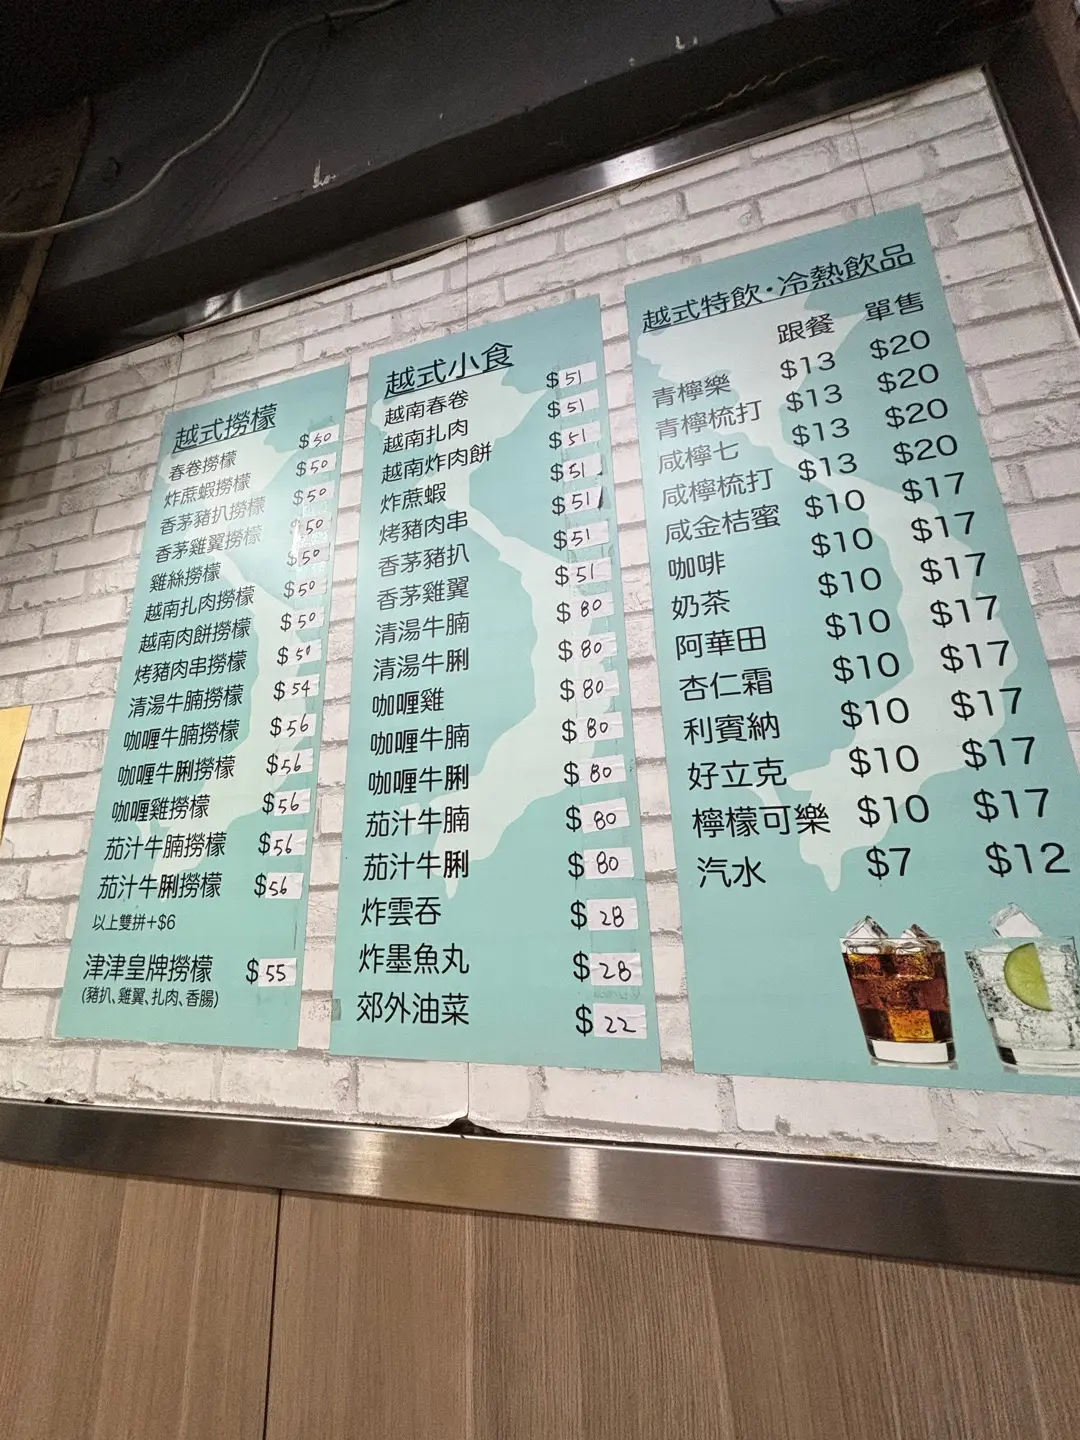 越式撈檬
春卷撈檬 $50
炸蔗蝦撈檬 $50
香茅豬扒撈檬 $50
香茅雞翼撈檬 $50
雞絲撈檬 $50
越南扎肉撈檬 $50
越南肉餅撈檬 $50
烤豬肉串撈檬 $50
清湯牛腩撈檬 $54
咖喱牛腩撈檬 $56
咖喱牛脷撈檬 $56
咖喱雞撈檬 $56
茄汁牛腩撈檬 $56
茄汁牛脷撈檬 $56
以上雙拼+$6
津津皇牌撈檬 $55
(豬扒、雞翼、扎肉、香腸)
越式小食
越南春卷 $51
越南扎肉 $51
越南炸肉餅 $51
炸蔗蝦 $51
烤豬肉串 $51
香茅豬扒 $51
香茅雞翼 $51
清湯牛腩 $80
清湯牛脷 $80
咖喱雞 $80
咖喱牛腩 $80
咖喱牛脷 $80
茄汁牛腩 $80
茄汁牛脷 $80
炸雲吞 $28
炸墨魚丸 $28
郊外油菜 $22
越式特飲·冷熱飲品
跟餐 單售
青檸樂 $13 $20
青檸梳打 $13 $20
咸檸七 $13 $20
咸檸梳打 $13 $20
咸金桔蜜 $10 $17
咖啡 $10 $17
奶茶 $10 $17
阿華田 $10 $17
杏仁霜 $10 $17
利賓納 $10 $17
好立克 $10 $17
檸檬可樂 $10 $17
汽水 $7 $12